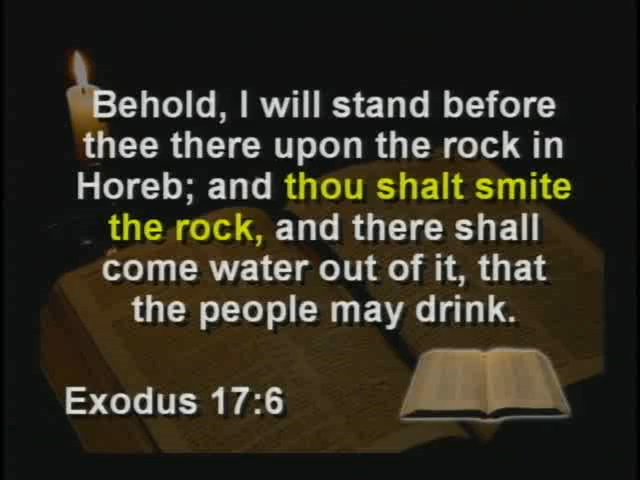 Behold, I will stand before
thee there upon the rock in
Horeb; and thou shalt smite
the rock, and there shall
come water out of it, that
the people may drink.
Exodus 17:6